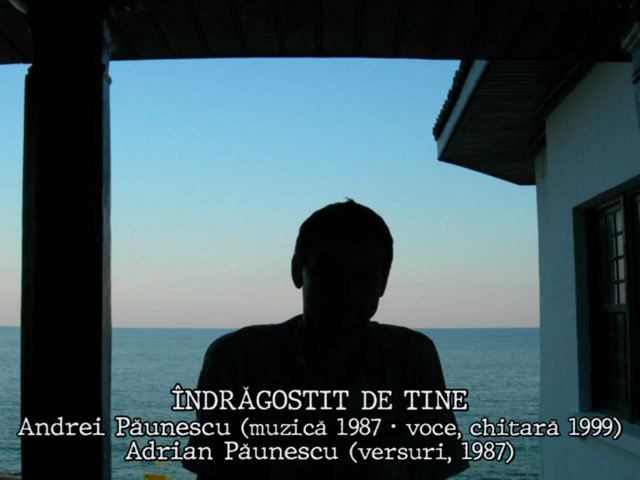 ÎNDRĂGOSTIT DE TINE
Andrei Păunescu (muzică 1987 · voce, chitară 1999)
Adrian Păunescu (versuri, 1987)